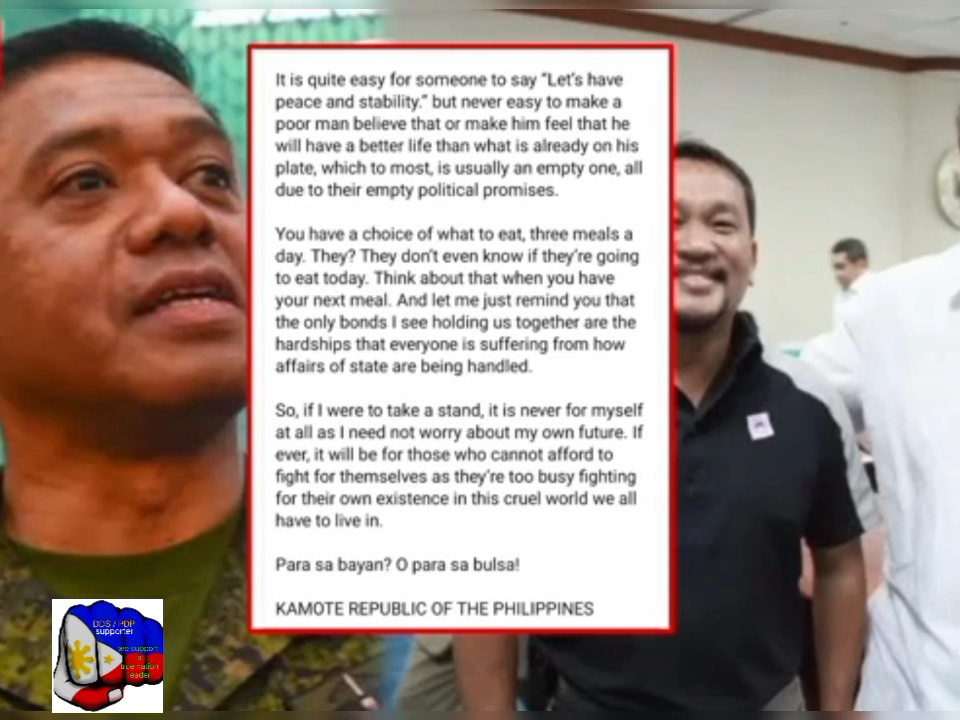 It is quite easy for someone to say “Let’s have
peace and stability.” but never easy to make a
poor man believe that or make him feel that he
will have a better life than what is already on his
plate, which to most, is usually an empty one, all
due to their empty political promises.
You have a choice of what to eat, three meals a
day. They? They don’t even know if they’re going
to eat today. Think about that when you have
your next meal. And let me just remind you that
the only bonds I see holding us together are the
hardships that everyone is suffering from how
affairs of state are being handled.
So, if I were to take a stand, it is never for myself
at all as I need not worry about my own future. If
ever, it will be for those who cannot afford to
fight for themselves as they’re too busy fighting
for their own existence in this cruel world we all
have to live in.
Para sa bayan? O para sa bulsa!
KAMOTE REPUBLIC OF THE PHILIPPINES
DDS / PDP
supporter
we support
true nation